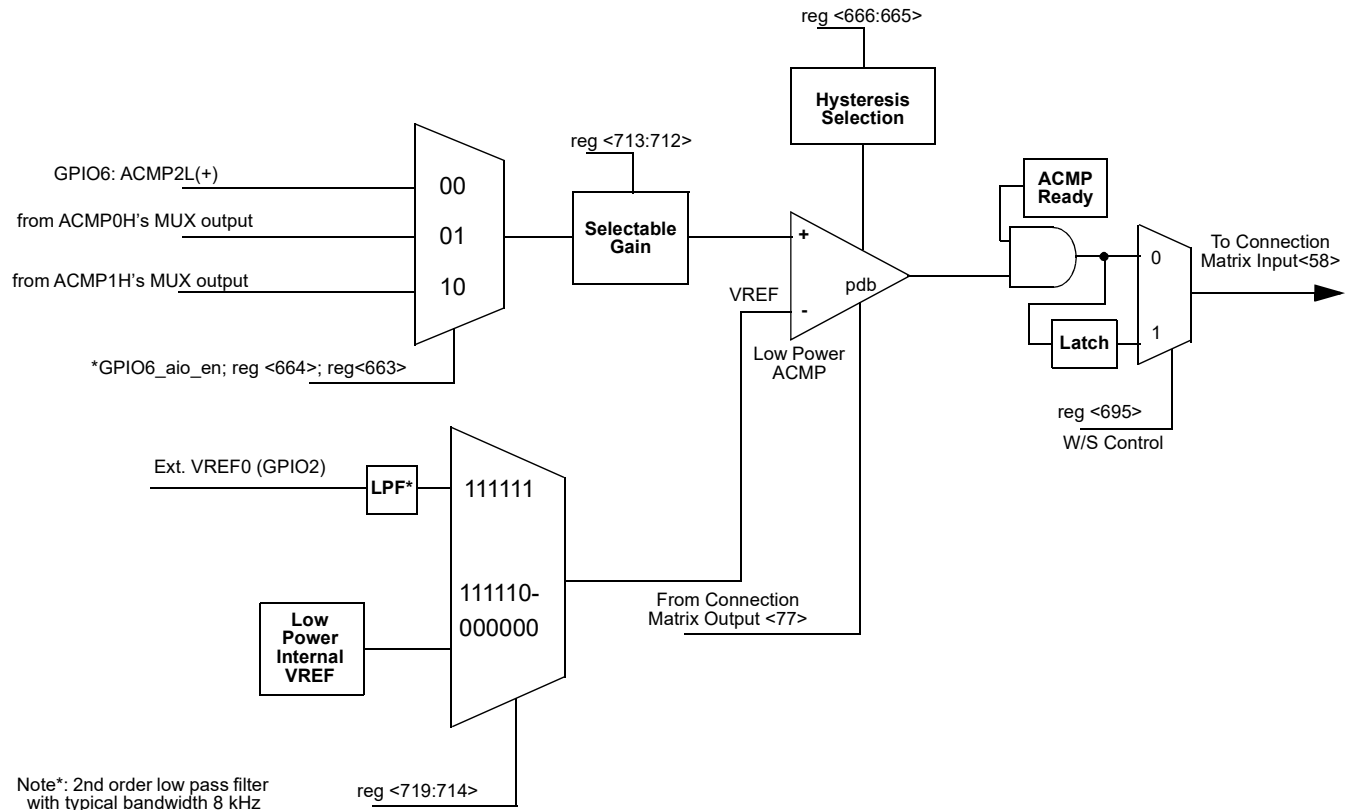 reg <666:665>
Hysteresis
Selection
reg <713:712>
GPIO6: ACMP2L(+)
from ACMP0H's MUX output
from ACMP1H's MUX output
00
01
10
*GPIO6_aio_en; reg <664>; reg<663>
Selectable
Gain
+
-
pdb
VREF
Low Power
ACMP
ACMP
Ready
Latch
0
1
To Connection
Matrix Input<58>
reg <695>
W/S Control
Ext. VREF0 (GPIO2)
LPF*
111111
111110-
000000
Low
Power
Internal
VREF
From Connection
Matrix Output <77>
reg <719:714>
Note*: 2nd order low pass filter
with typical bandwidth 8 kHz